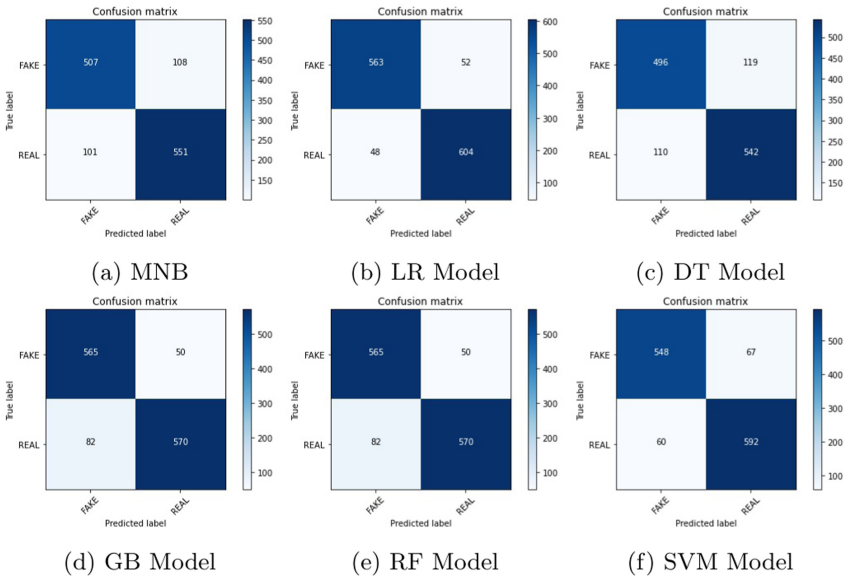 Confusion matrix
FAKE
REAL
True label
507
108
101
551
FAKE
REAL
Predicted label
550
500
450
400
350
300
250
200
150
(a) MNB
Confusion matrix
FAKE
REAL
True label
563
52
48
604
FAKE
REAL
Predicted label
600
500
400
300
200
100
(b) LR Model
Confusion matrix
FAKE
REAL
True label
496
119
110
542
FAKE
REAL
Predicted label
500
450
400
350
300
250
200
150
(c) DT Model
Confusion matrix
FAKE
REAL
True label
565
50
82
570
FAKE
REAL
Predicted label
500
400
300
200
100
(d) GB Model
Confusion matrix
FAKE
REAL
True label
565
50
82
570
FAKE
REAL
Predicted label
500
400
300
200
100
(e) RF Model
Confusion matrix
FAKE
REAL
True label
548
67
60
592
FAKE
REAL
Predicted label
500
400
300
200
100
(f) SVM Model